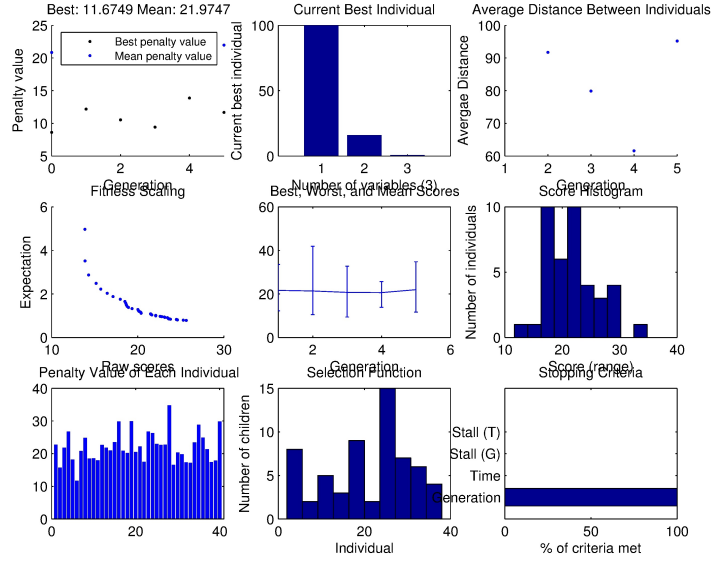 Best: 11.6749 Mean: 21.9747
Penalty value
25
20
15
10
5
Best penalty value
Mean penalty value
0
2
4
Generation
Current Best Individual
Current best individual
100
50
0
1
2
3
Number of variables (3)
Average Distance Between Individuals
Avergae Distance
100
90
80
70
60
1
2
3
4
5
Generation
Fitness Scaling
Expectation
6
4
2
0
10
20
30
Raw scores
Best, Worst, and Mean Scores
60
40
20
0
2
4
6
Generation
Score Histogram
Number of individuals
10
5
0
10
20
30
40
Score (range)
Penalty Value of Each Individual
40
30
20
10
0
0
20
40
Selection Function
Number of children
15
10
5
0
0
20
40
Individual
Stopping Criteria
Stall (T)
Stall (G)
Time
Generation
0
50
100
% of criteria met